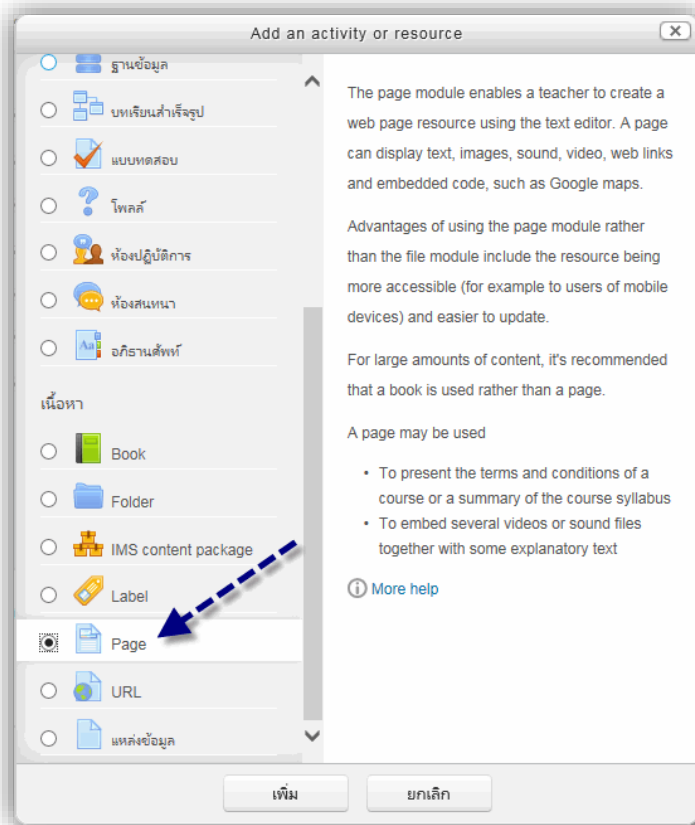 Add an activity or resource
ฐานข้อมูล
บทเรียนสำเร็จรูป
แบบทดสอบ
โพลล์
ห้องปฏิบัติการ
ห้องสนทนา
Aa
อภิธานศัพท์
เนื้อหา
Book
Folder
IMS content package
Label
Page
URL
แหล่งข้อมูล
The page module enables a teacher to create a
web page resource using the text editor. A page
can display text, images, sound, video, web links
and embedded code, such as Google maps.
Advantages of using the page module rather
than the file module include the resource being
more accessible (for example to users of mobile
devices) and easier to update.
For large amounts of content, it's recommended
that a book is used rather than a page.
A page may be used
• To present the terms and conditions of a
course or a summary of the course syllabus
• To embed several videos or sound files
together with some explanatory text
More help
เพิ่ม
ยกเลิก